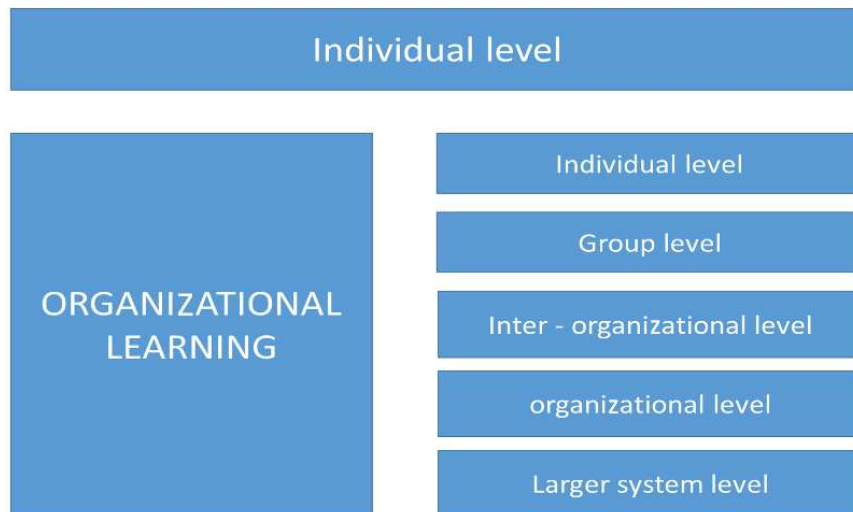 Individual level
ORGANIZATIONAL
LEARNING
Individual level
Group level
Inter - organizational level
organizational level
Larger system level